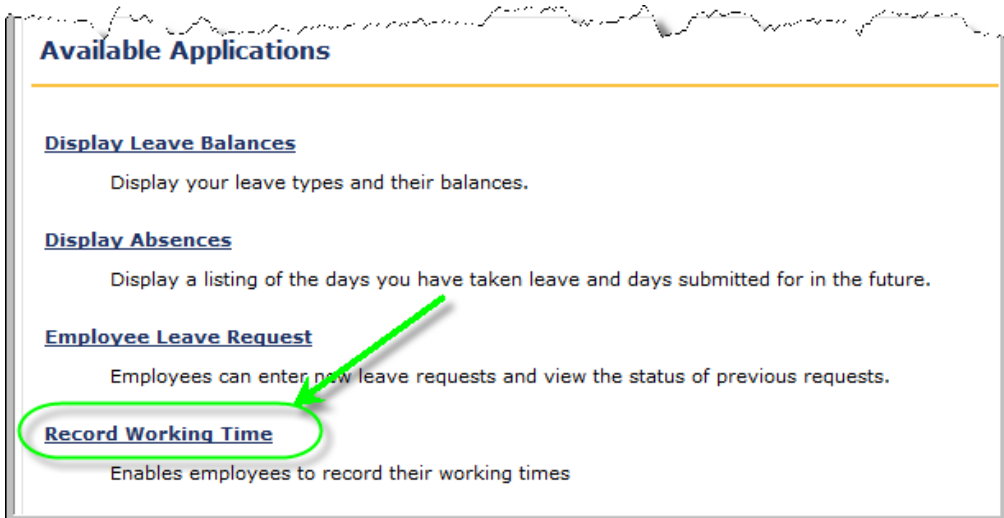 Available Applications
Display Leave Balances
Display your leave types and their balances.
Display Absences
Display a listing of the days you have taken leave and days submitted for in the future.
Employee Leave Request
Employees can enter new leave requests and view the status of previous requests.
Record Working Time
Enables employees to record their working times